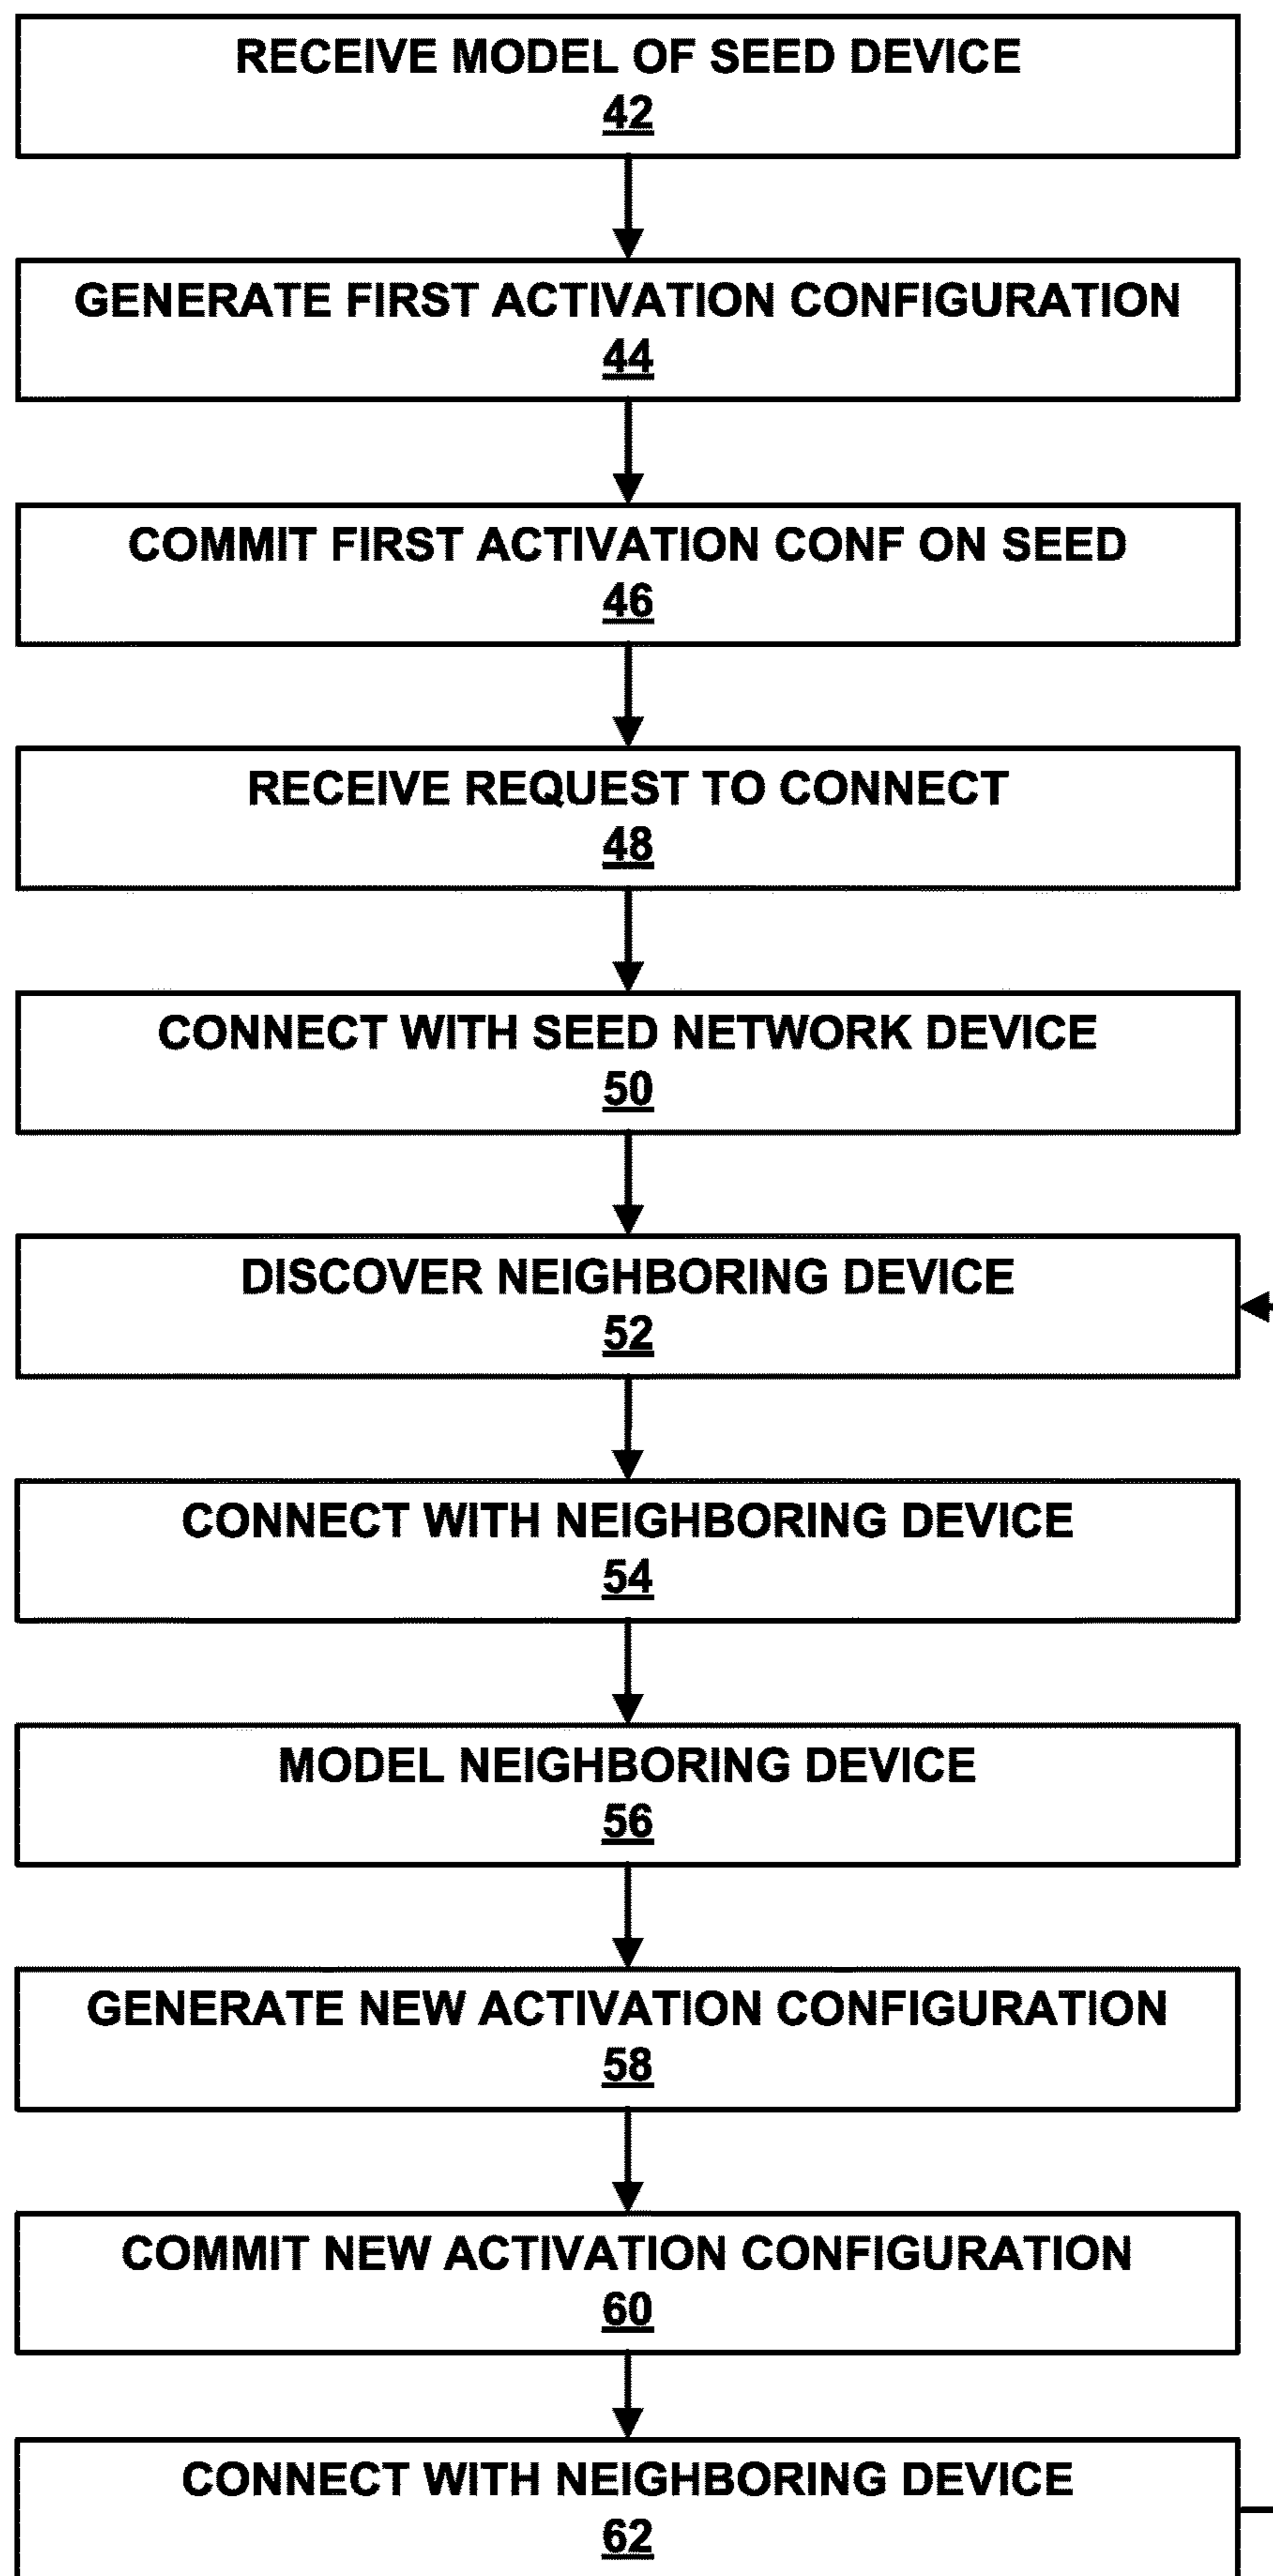 RECEIVE MODEL OF SEED DEVICE
42
GENERATE FIRST ACTIVATION CONFIGURATION
44
COMMIT FIRST ACTIVATION CONF ON SEED
46
RECEIVE REQUEST TO CONNECT
48
CONNECT WITH SEED NETWORK DEVICE
50
DISCOVER NEIGHBORING DEVICE
52
CONNECT WITH NEIGHBORING DEVICE
54
MODEL NEIGHBORING DEVICE
56
GENERATE NEW ACTIVATION CONFIGURATION
58
COMMIT NEW ACTIVATION CONFIGURATION
60
CONNECT WITH NEIGHBORING DEVICE
62